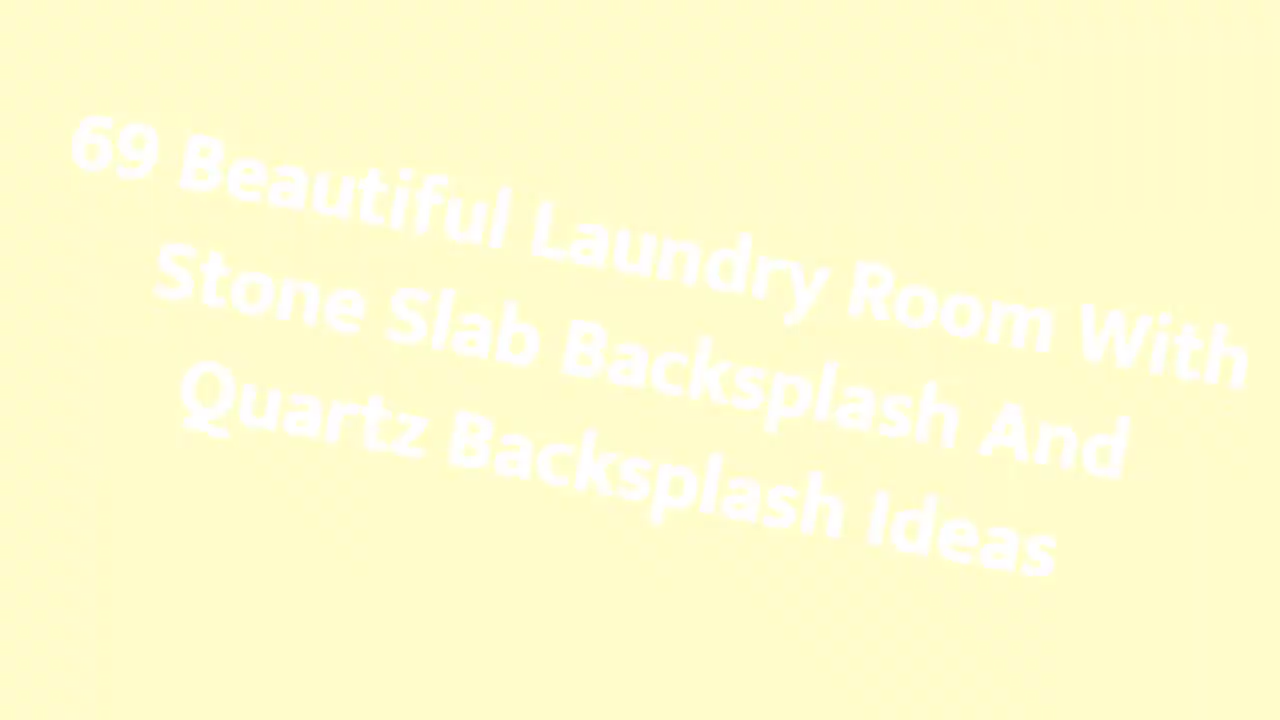 69 Beautiful Laundry Room With
Stone Slab Backsplash And
Quartz Backsplash Ideas